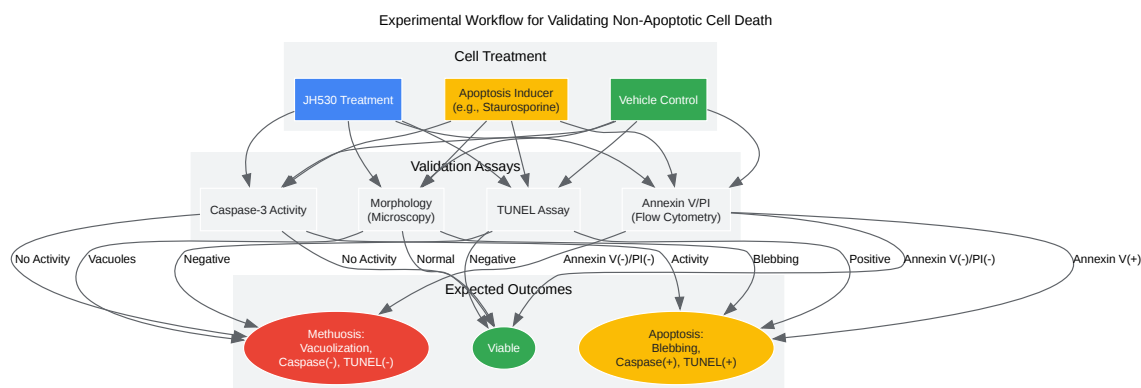 Experimental Workflow for Validating Non-Apoptotic Cell Death
Cell Treatment
JH530 Treatment
Apoptosis Inducer
(e.g., Staurosporine)
Vehicle Control
Validation Assays
Caspase-3 Activity
Morphology
(Microscopy)
TUNEL Assay
Annexin V/PI
(Flow Cytometry)
No Activity
Vacuoles
Negative
No Activity
Normal
Negative
Annexin V(-)/PI(-)
Activity
Blebbing
Positive
Annexin V(-)/PI(-)
Annexin V(+)
Expected Outcomes
Methuosis:
Vacuolization,
Caspase(-), TUNEL(-)
Viable
Apoptosis:
Blebbing,
Caspase(+), TUNEL(+)